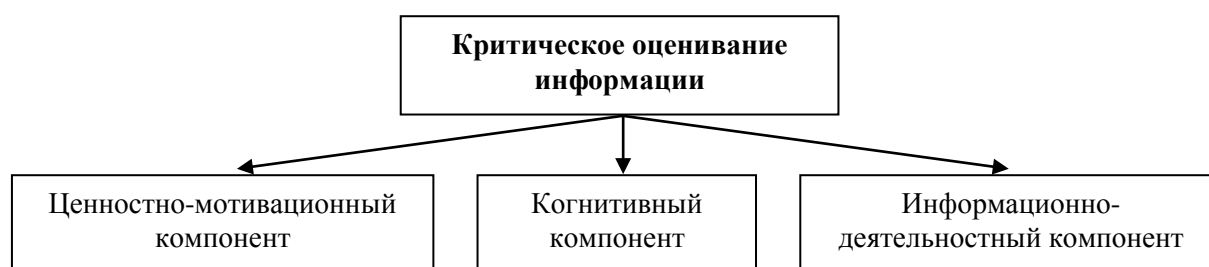 Критическое оценивание
информации
Ценностно-мотивационный
компонент
Когнитивный
компонент
Информационно-
деятельностный компонент